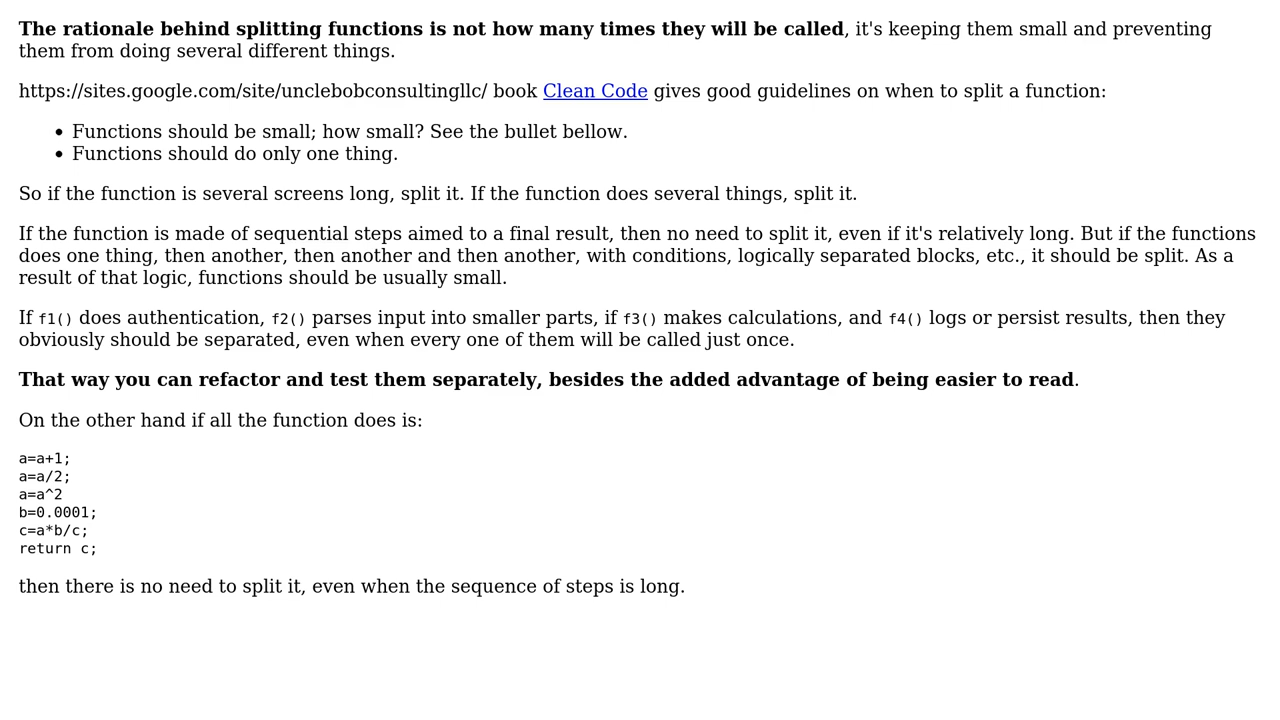 The rationale behind splitting functions is not how many times they will be called, it's keeping them small and preventing
them from doing several different things.
https://sites.google.com/site/unclebobconsultingllc/ book Clean Code gives good guidelines on when to split a function:
• Functions should be small; how small? See the bullet bellow.
• Functions should do only one thing.
So if the function is several screens long, split it. If the function does several things, split it.
If the function is made of sequential steps aimed to a final result, then no need to split it, even if it's relatively long. But if the functions
does one thing, then another, then another and then another, with conditions, logically separated blocks, etc., it should be split. As a
result of that logic, functions should be usually small.
If f1() does authentication, f2() parses input into smaller parts, if f3() makes calculations, and f4() logs or persist results, then they
obviously should be separated, even when every one of them will be called just once.
That way you can refactor and test them separately, besides the added advantage of being easier to read.
On the other hand if all the function does is:
a=a+1;
a=a/2;
a=a^2
b=0.0001;
c=a*b/c;
return c;
then there is no need to split it, even when the sequence of steps is long.